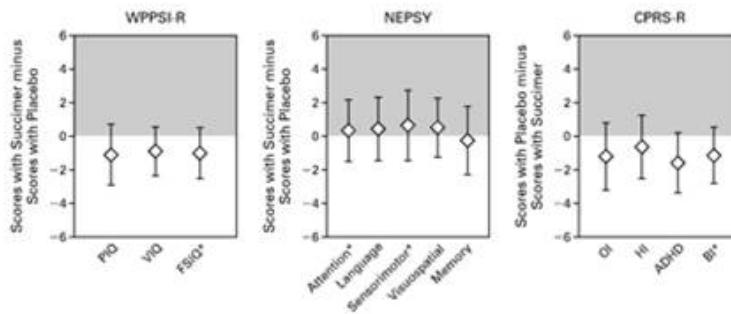 WPPSI-R
Scores with Succimer minus
Scores with Placebo
6
4
2
0
−2
−4
−6
PIQ
VIQ
FSIQ*
NEPSY
Scores with Succimer minus
Scores with Placebo
6
4
2
0
−2
−4
−6
Attention*
Language
Sensorimotor*
Visuospatial
Memory
CPRS-R
Scores with Placebo minus
Scores with Succimer
6
4
2
0
−2
−4
−6
OI
HI
ADHD
BI*